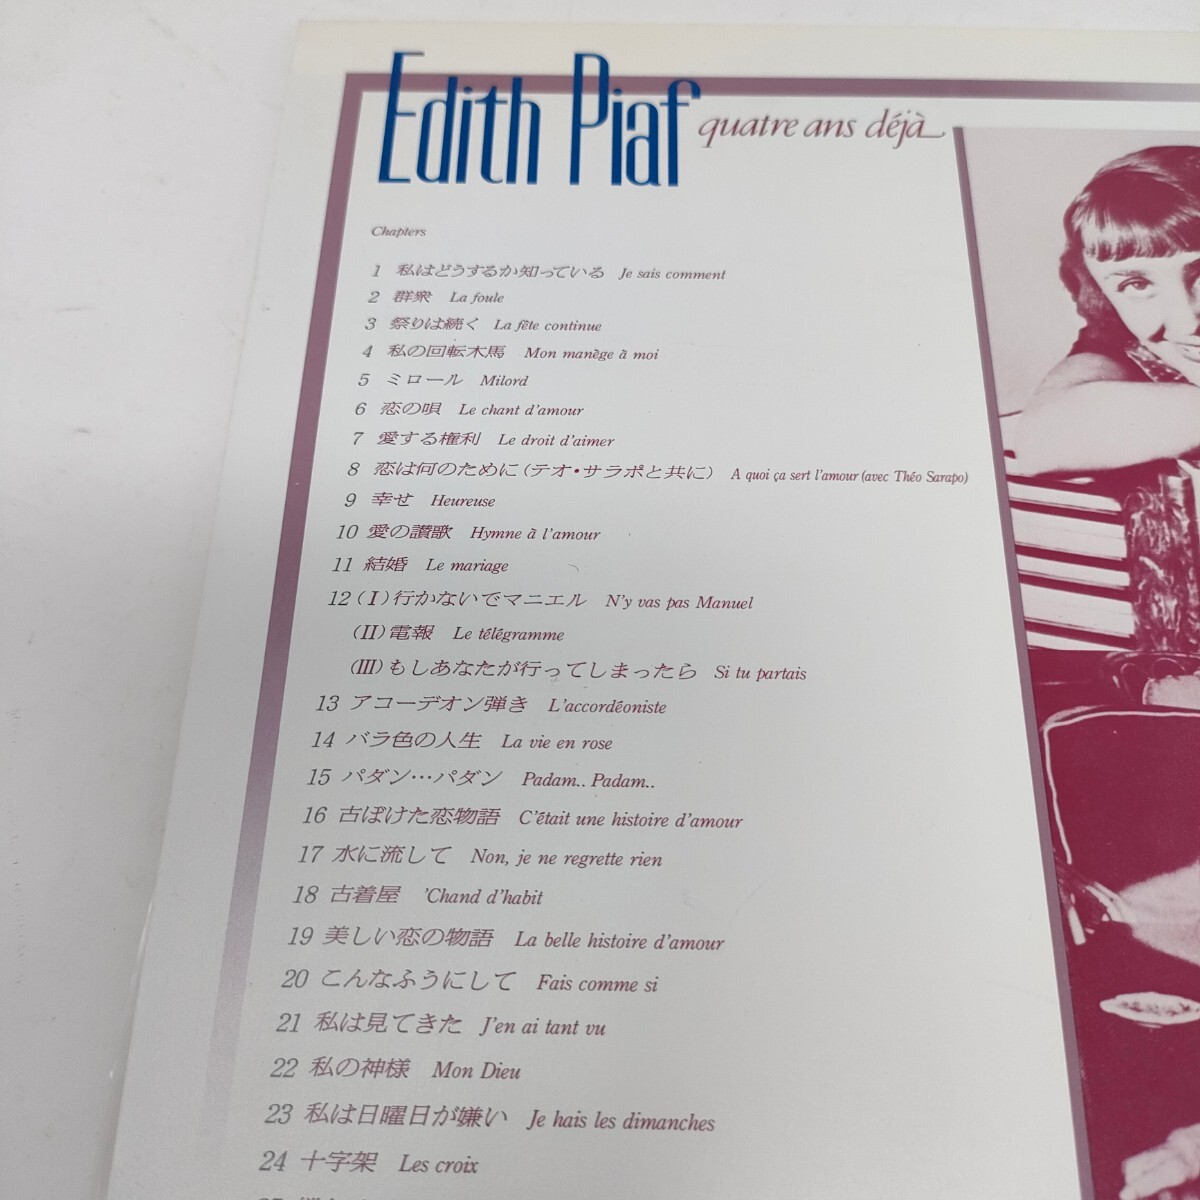 Edith Piaf quatre ans déjà
Chapters
1 私はどうするか知っている Je sais comment
2 群衆 La foule
3 祭りは続く La fête continue
4 私の回転木馬 Mon manège à moi
5 ミロール Milord
6 恋の唄 Le chant d'amour
7 愛する権利 Le droit d'aimer
8 恋は何のために(テオ・サラポと共に) A quoi ça sert l'amour (avec Théo Sarapo)
9 幸せ Heureuse
10 愛の讃歌 Hymne à l'amour
11 結婚 Le mariage
12 (I)行かないでマニエル N'y vas pas Manuel
(II)電報 Le télégramme
(III)もしあなたが行ってしまったら Si tu partais
13 アコーデオン弾き L'accordéoniste
14 バラ色の人生 La vie en rose
15 パダン…パダン Padam.. Padam..
16 古ぼけた恋物語 C'était une histoire d'amour
17 水に流して Non, je ne regrette rien
18 古着屋 'Chand d'habit
19 美しい恋の物語 La belle histoire d'amour
20 こんなふうにして Fais comme si
21 私は見てきた J'en ai tant vu
22 私の神様 Mon Dieu
23 私は日曜日が嫌い Je hais les dimanches
24 十字架 Les croix